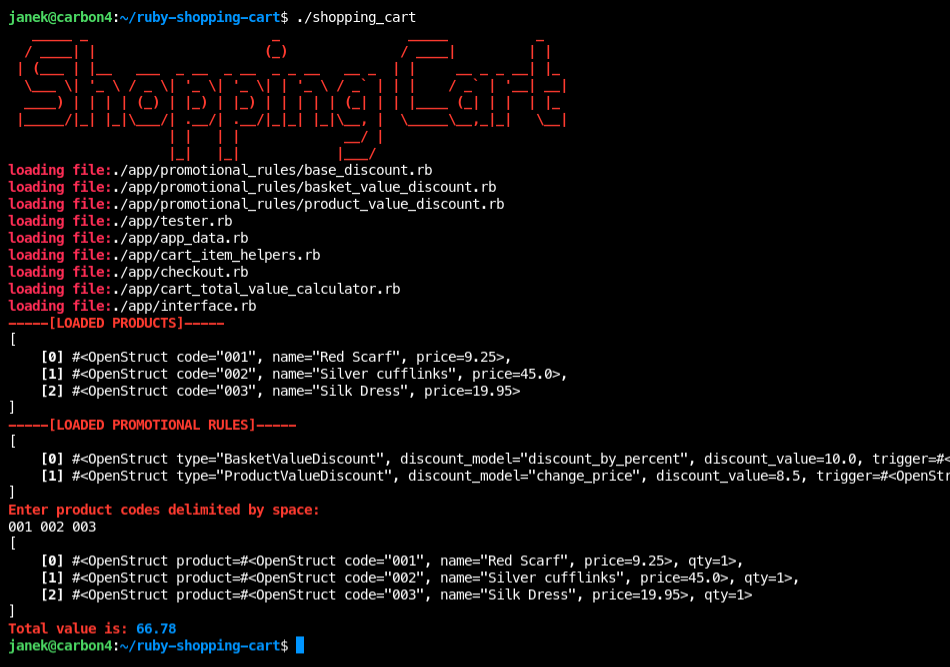 janek@carbon4:~/ruby-shopping-cart$ ./shopping_cart
Shopping Cart
loading file:./app/promotional_rules/base_discount.rb
loading file:./app/promotional_rules/basket_value_discount.rb
loading file:./app/promotional_rules/product_value_discount.rb
loading file:./app/tester.rb
loading file:./app/app_data.rb
loading file:./app/cart_item_helpers.rb
loading file:./app/checkout.rb
loading file:./app/cart_total_value_calculator.rb
loading file:./app/interface.rb
-----[LOADED PRODUCTS]-----
[
    [0] #<OpenStruct code="001", name="Red Scarf", price=9.25>,
    [1] #<OpenStruct code="002", name="Silver cufflinks", price=45.0>,
    [2] #<OpenStruct code="003", name="Silk Dress", price=19.95>
]
-----[LOADED PROMOTIONAL RULES]-----
[
    [0] #<OpenStruct type="BasketValueDiscount", discount_model="discount_by_percent", discount_value=10.0, trigger=#<
    [1] #<OpenStruct type="ProductValueDiscount", discount_model="change_price", discount_value=8.5, trigger=#<OpenStr
]
Enter product codes delimited by space:
001 002 003
[
    [0] #<OpenStruct product=#<OpenStruct code="001", name="Red Scarf", price=9.25>, qty=1>,
    [1] #<OpenStruct product=#<OpenStruct code="002", name="Silver cufflinks", price=45.0>, qty=1>,
    [2] #<OpenStruct product=#<OpenStruct code="003", name="Silk Dress", price=19.95>, qty=1>
]
Total value is: 66.78
janek@carbon4:~/ruby-shopping-cart$